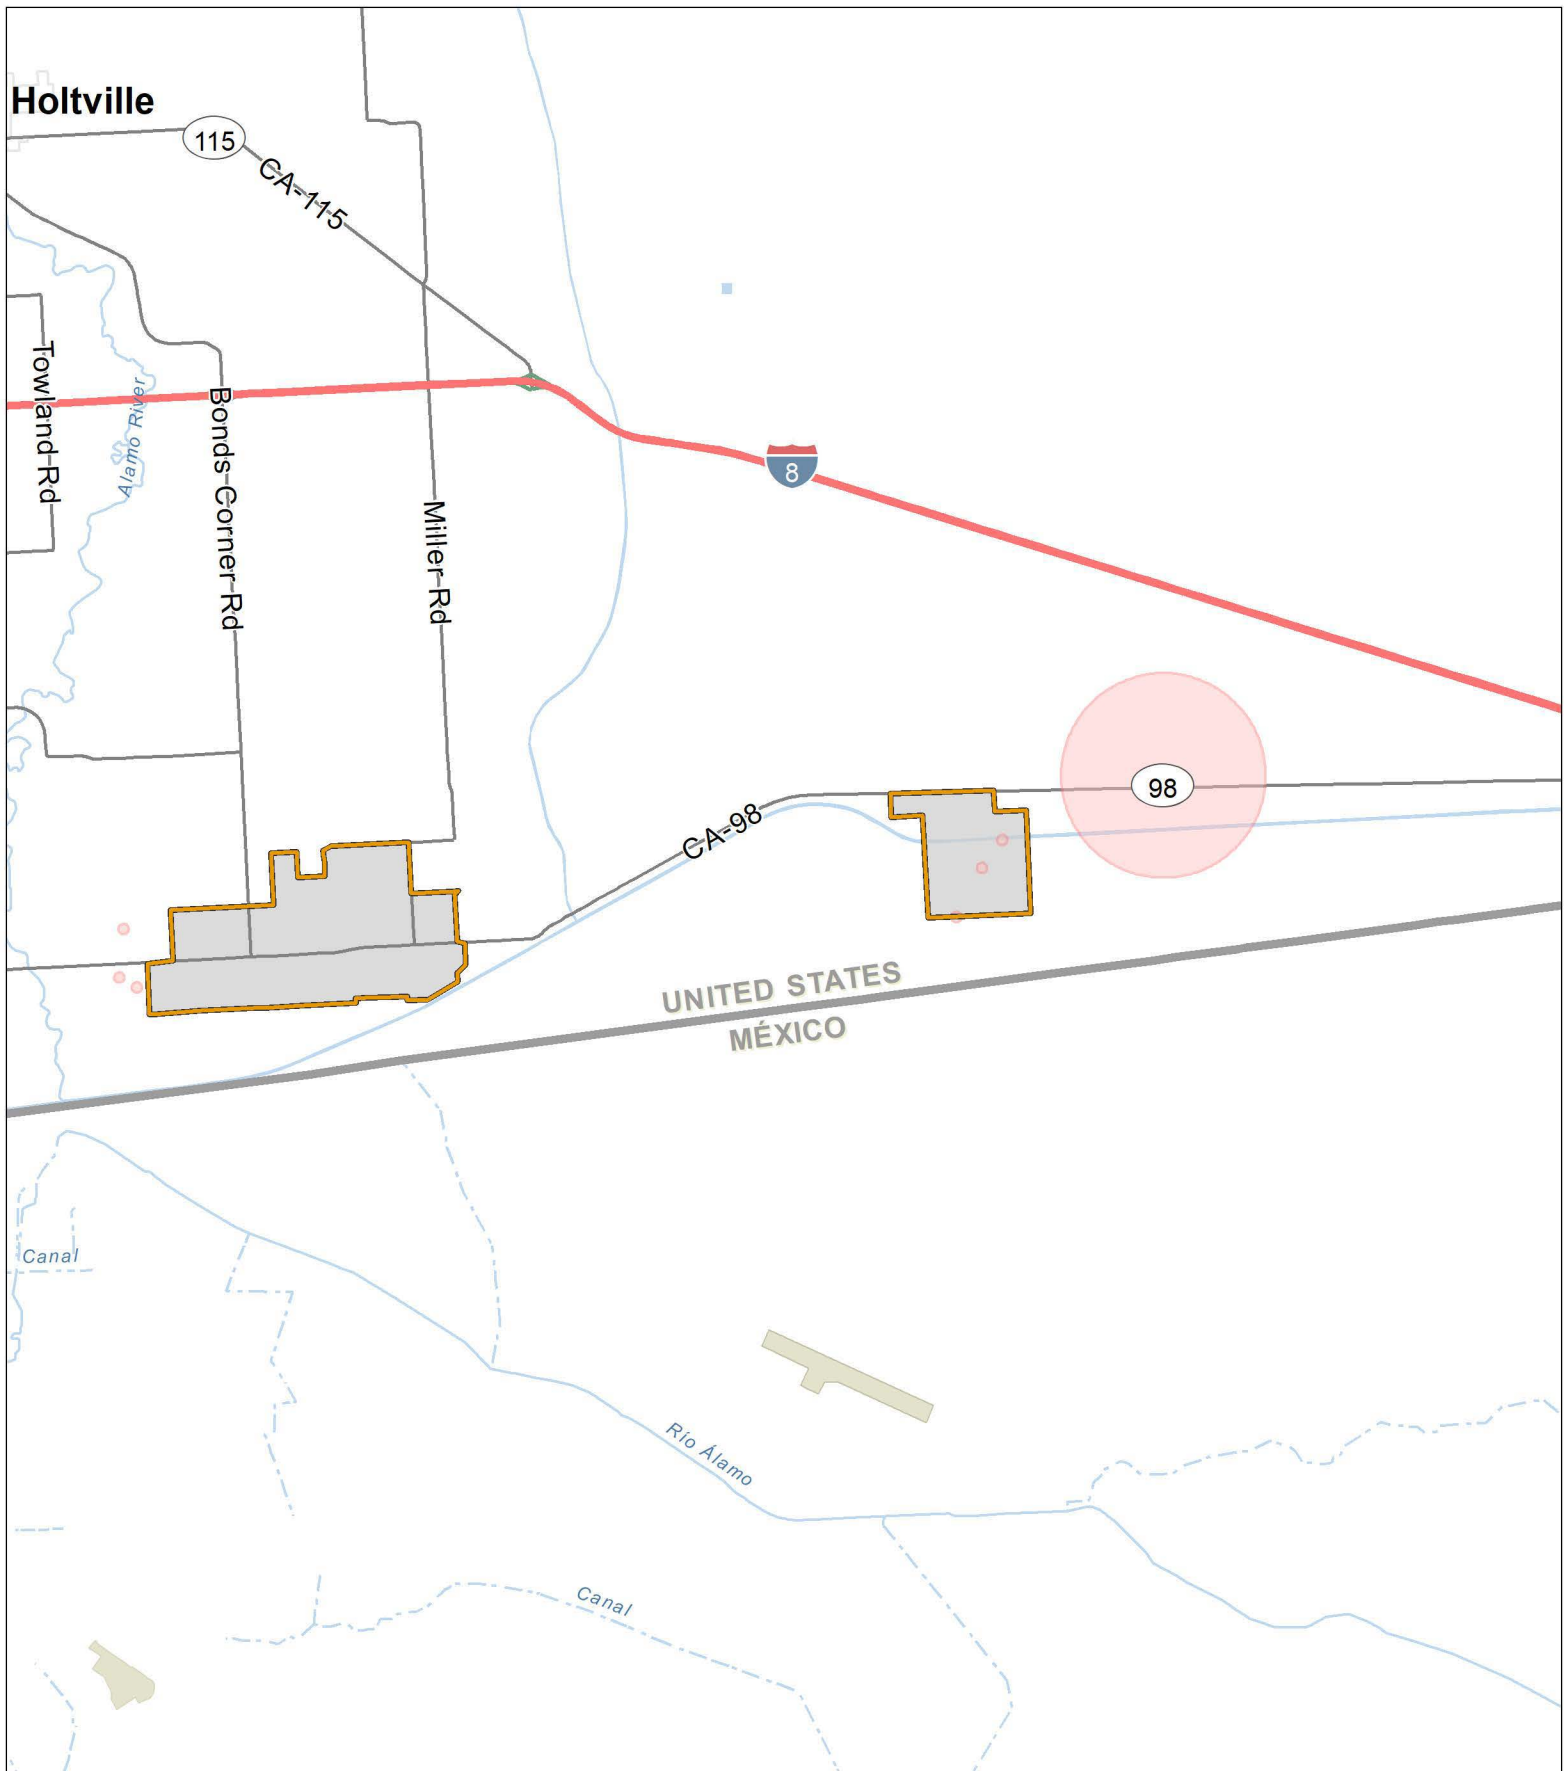 Holtville
115
CA-115
Towland Rd
Alamo River
Bonds Corner Rd
Miller Rd
8
98
CA-98
UNITED STATES
MÉXICO
Canal
Río Álamo
Canal